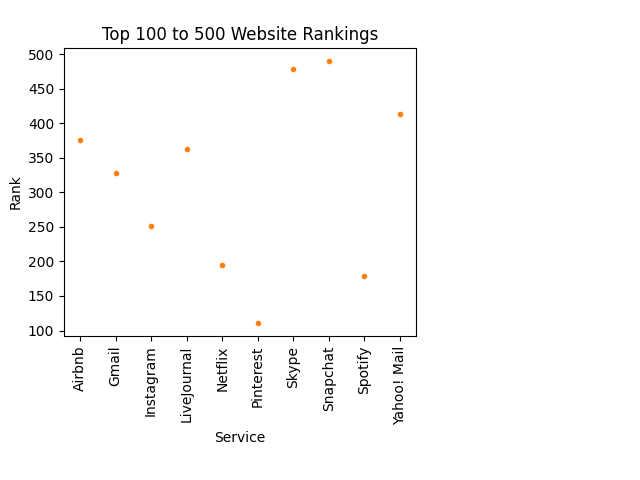 Top 100 to 500 Website Rankings
500
450
400
350
300
250
200
150
100
Rank
Airbnb
Gmail
Instagram
LiveJournal
Netflix
Pinterest
Skype
Snapchat
Spotify
Yahoo! Mail
Service